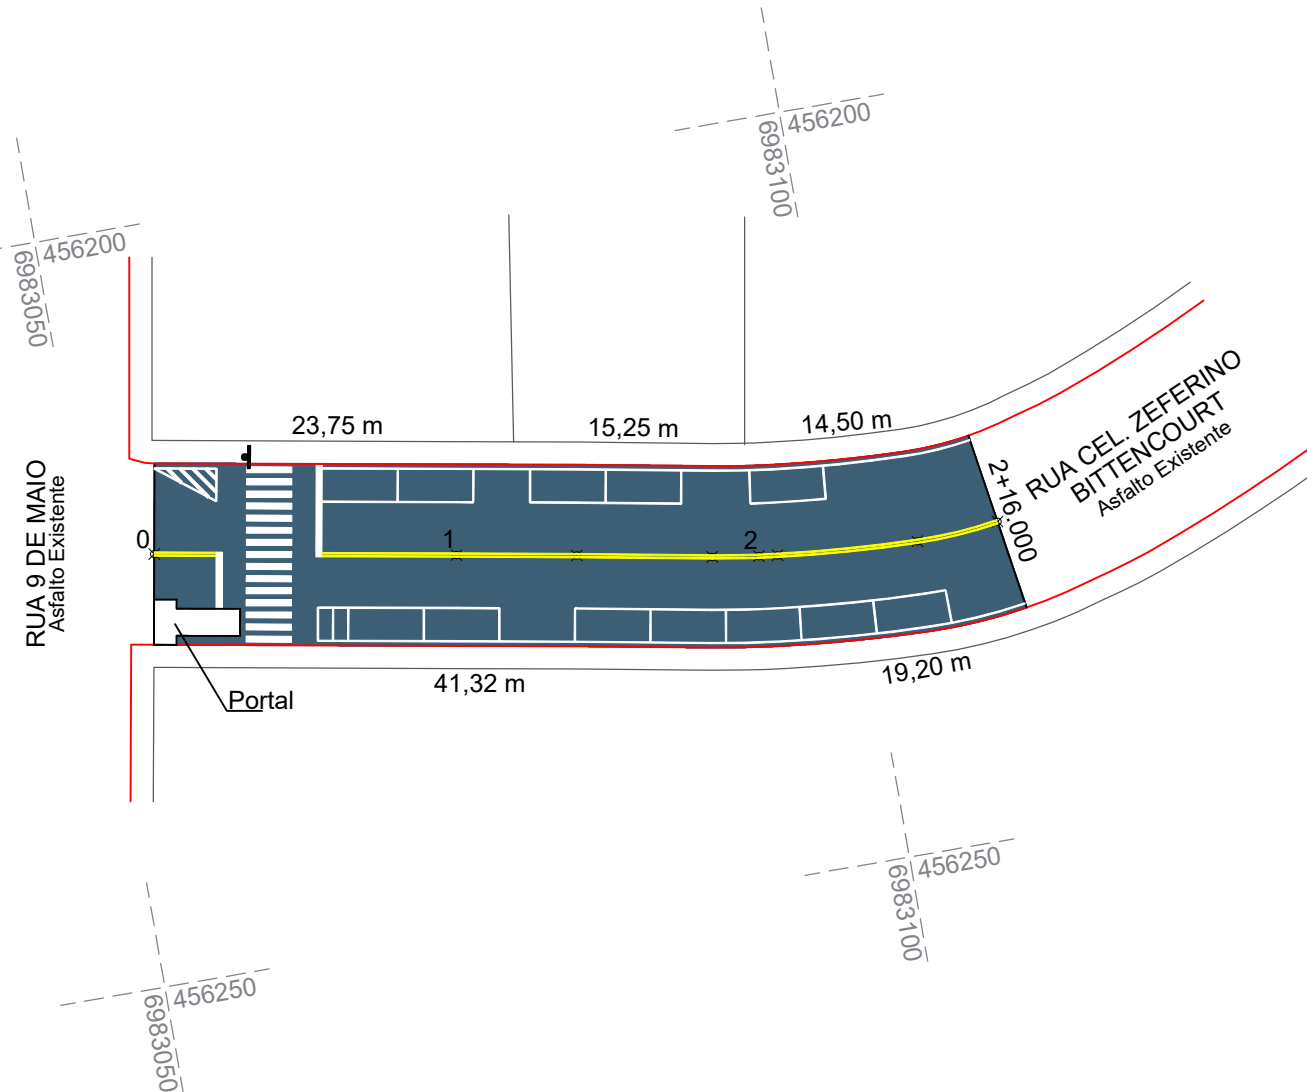 456200
6983100
456200
6983050
23,75 m
15,25 m
14,50 m
RUA CEL. ZEFERINO
BITTENCOURT
Asfalto Existente
2+16.000
RUA 9 DE MAIO
Asfalto Existente
0
1
2
Portal
41,32 m
19,20 m
456250
6983100
456250
6983050